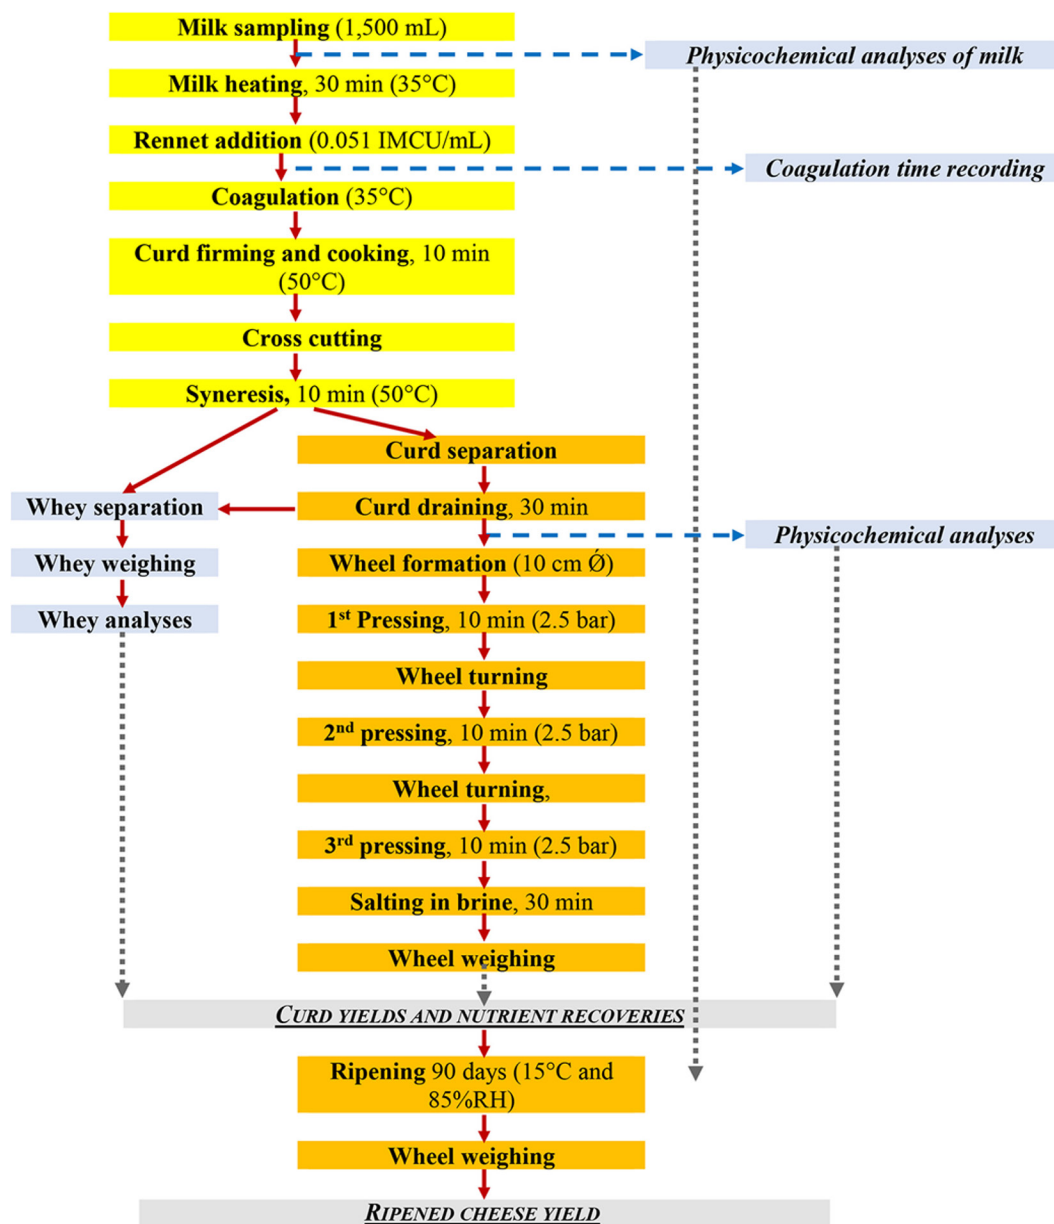 Milk sampling (1,500 mL)
Physicochemical analyses of milk
Milk heating, 30 min (35°C)
Rennet addition (0.051 IMCU/mL)
Coagulation time recording
Coagulation (35°C)
Curd firming and cooking, 10 min
(50°C)
Cross cutting
Syneresis, 10 min (50°C)
Curd separation
Whey separation
Curd draining, 30 min
Physicochemical analyses
Whey weighing
Wheel formation (10 cm Ǿ)
Whey analyses
1st Pressing, 10 min (2.5 bar)
Wheel turning
2nd pressing, 10 min (2.5 bar)
Wheel turning,
3rd pressing, 10 min (2.5 bar)
Salting in brine, 30 min
Wheel weighing
CURD YIELDS AND NUTRIENT RECOVERIES
Ripening 90 days (15°C and
85%RH)
Wheel weighing
RIPENED CHEESE YIELD